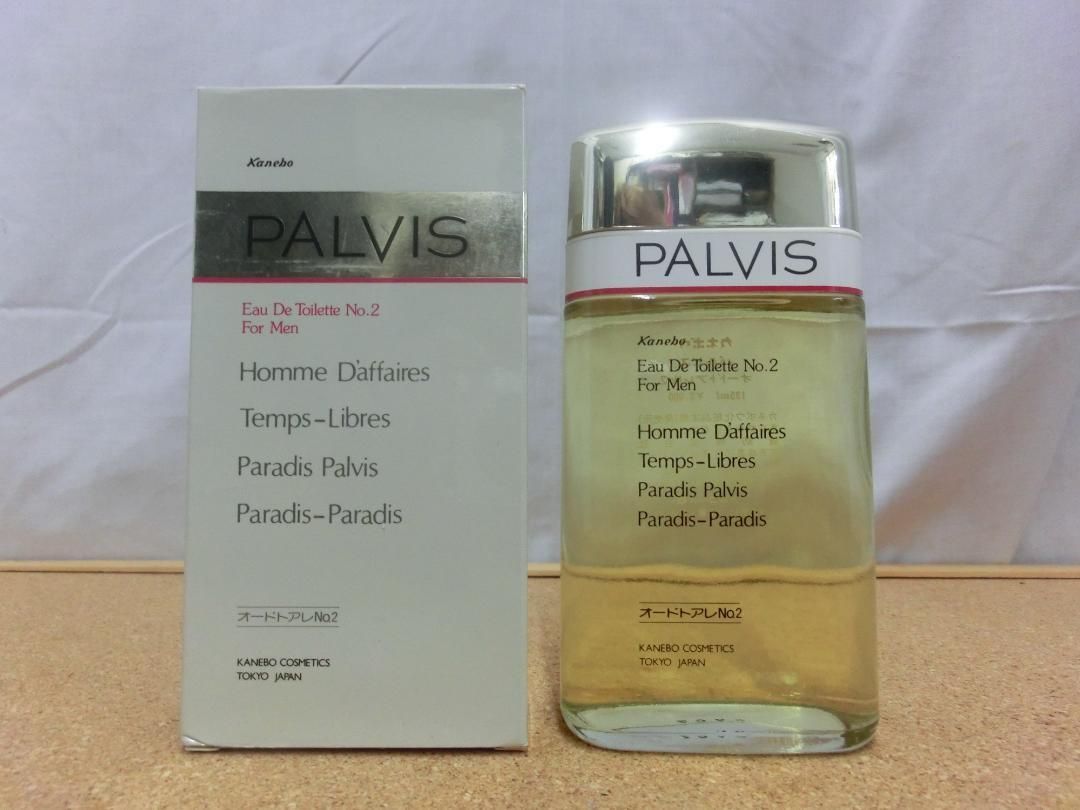 Kanebo
PALVIS
Eau De Toilette No.2
For Men
Homme D'affaires
Temps-Libres
Paradis Palvis
Paradis-Paradis
オードトアレNo.2
KANEBO COSMETICS
TOKYO JAPAN
PALVIS
Kanebo
Eau De Toilette No.2
For Men
Homme D'affaires
Temps-Libres
Paradis Palvis
Paradis-Paradis
オードトアレNo.2
KANEBO COSMETICS
TOKYO JAPAN